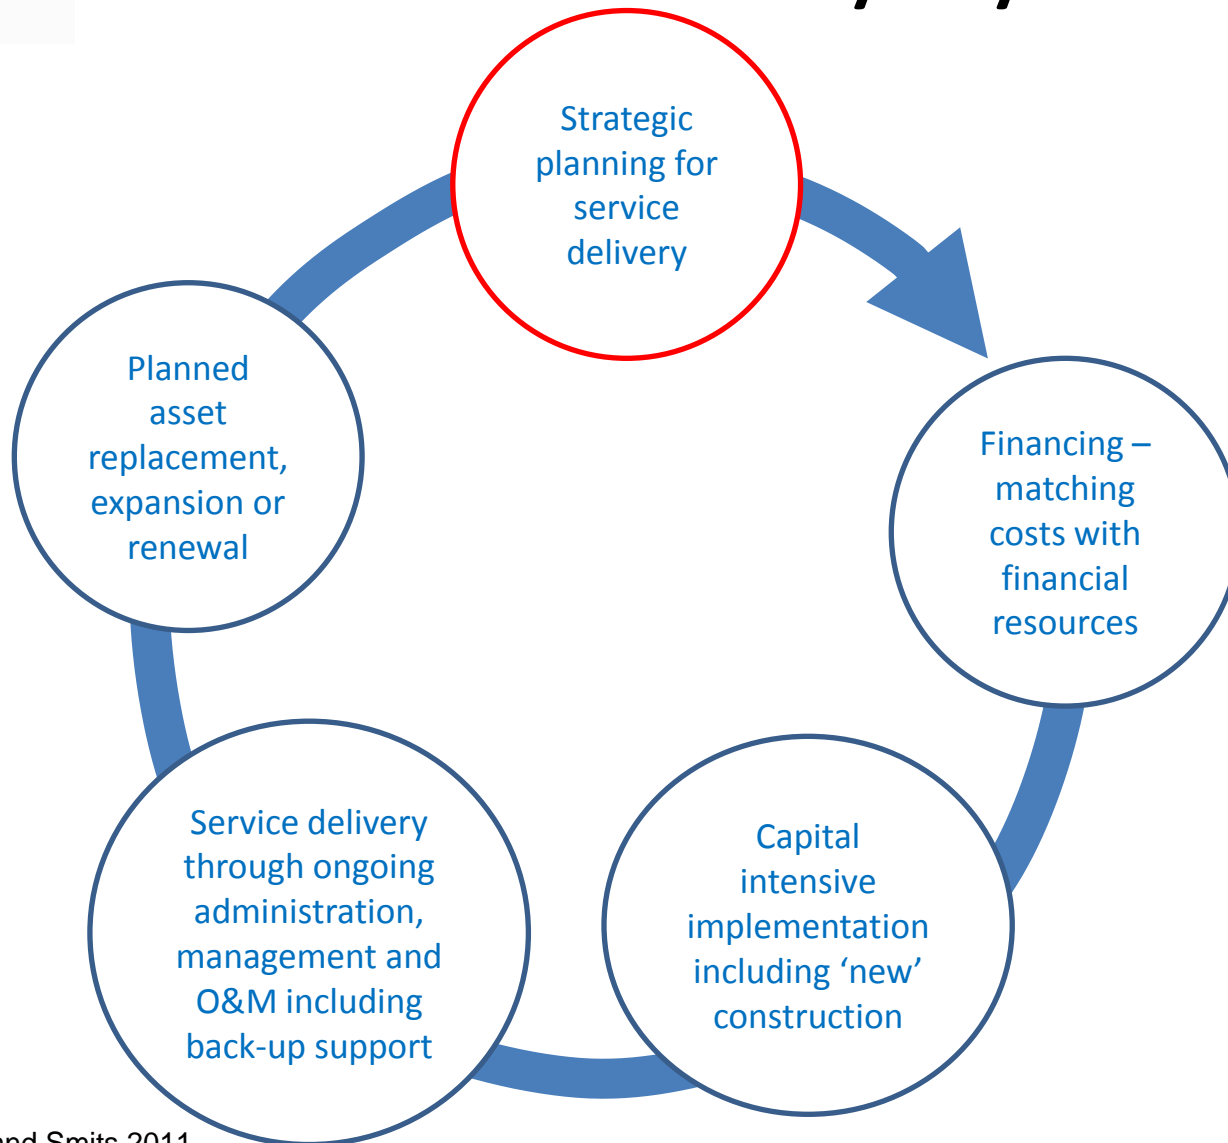 Strategic
planning for
service
delivery
Financing –
matching
costs with
financial
resources
Capital
intensive
implementation
including ‘new’
construction
Service delivery
through ongoing
administration,
management and
O&M including
back-up support
Planned
asset
replacement,
expansion or
renewal
and Smits 2011